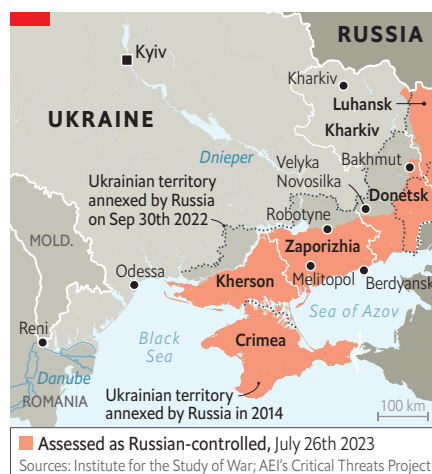 RUSSIA
Kyiv
Kharkiv
Luhansk
UKRAINE
Kharkiv
Dnieper
Velyka
Novosilka
Bakhmut
Ukrainian territory
annexed by Russia
on Sep 30th 2022
Donetsk
Robotyne
MOLD.
Zaporizhia
Odessa
Kherson
Melitopol
Berdyansk
Sea of Azov
Reni
Black
Sea
Crimea
Danube
ROMANIA
Ukrainian territory
annexed by Russia in 2014
100 km
Assessed as Russian-controlled, July 26th 2023
Sources: Institute for the Study of War; AEI's Critical Threats Project